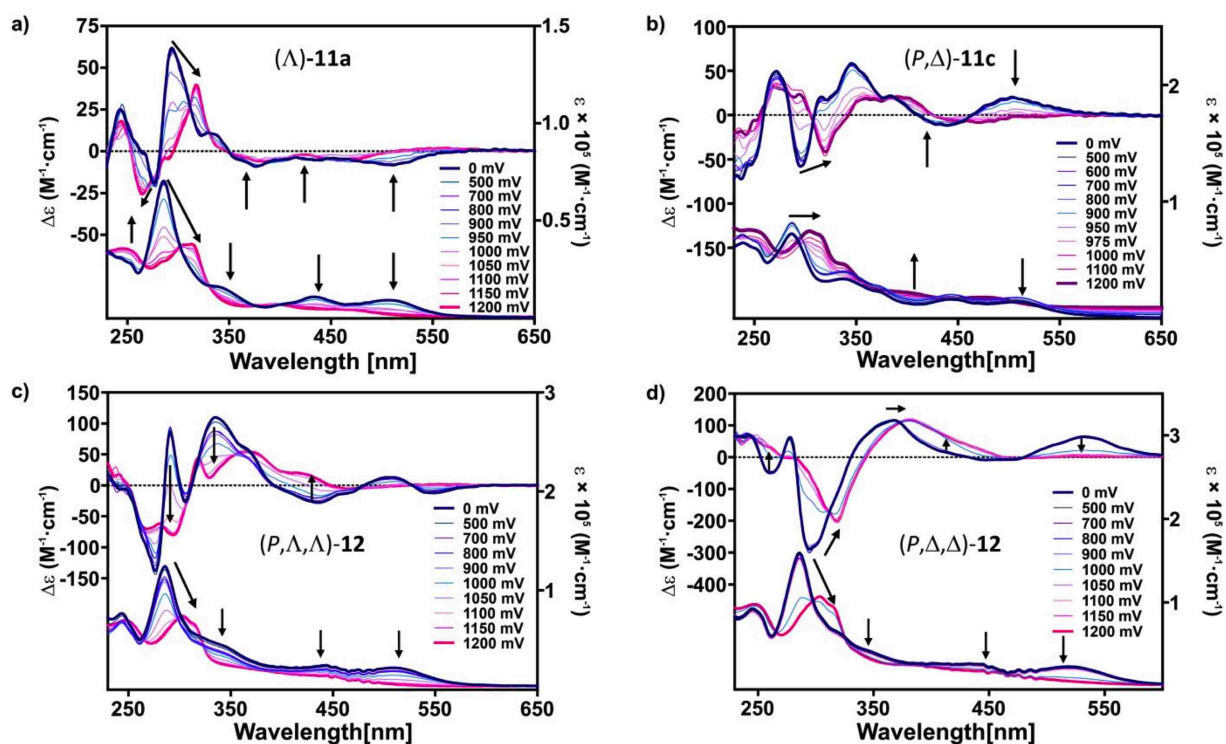 a)
(Λ)-11a
75
50
25
0
-25
-50
Δε (M⁻¹·cm⁻¹)
1.5
1.0
0.5
ε × 10⁵ (M⁻¹·cm⁻¹)
0 mV
500 mV
700 mV
800 mV
900 mV
950 mV
1000 mV
1050 mV
1100 mV
1150 mV
1200 mV
250 350 450 550 650
Wavelength [nm]
b)
(P,Δ)-11c
100
50
0
-50
-100
-150
Δε (M⁻¹·cm⁻¹)
2
1
ε × 10⁵ (M⁻¹·cm⁻¹)
0 mV
500 mV
600 mV
700 mV
800 mV
900 mV
950 mV
975 mV
1000 mV
1100 mV
1200 mV
250 350 450 550 650
Wavelength[nm]
c)
150
100
50
0
-50
-100
-150
Δε (M⁻¹·cm⁻¹)
3
2
1
ε × 10⁵ (M⁻¹·cm⁻¹)
(P,Λ,Λ)-12
0 mV
500 mV
700 mV
800 mV
900 mV
1000 mV
1050 mV
1100 mV
1150 mV
1200 mV
250 350 450 550 650
Wavelength[nm]
d)
200
100
0
-100
-200
-300
-400
Δε (M⁻¹·cm⁻¹)
3
2
1
ε × 10⁵ (M⁻¹·cm⁻¹)
(P,Δ,Δ)-12
0 mV
500 mV
700 mV
800 mV
900 mV
1000 mV
1050 mV
1100 mV
1150 mV
1200 mV
250 350 450 550
Wavelength[nm]